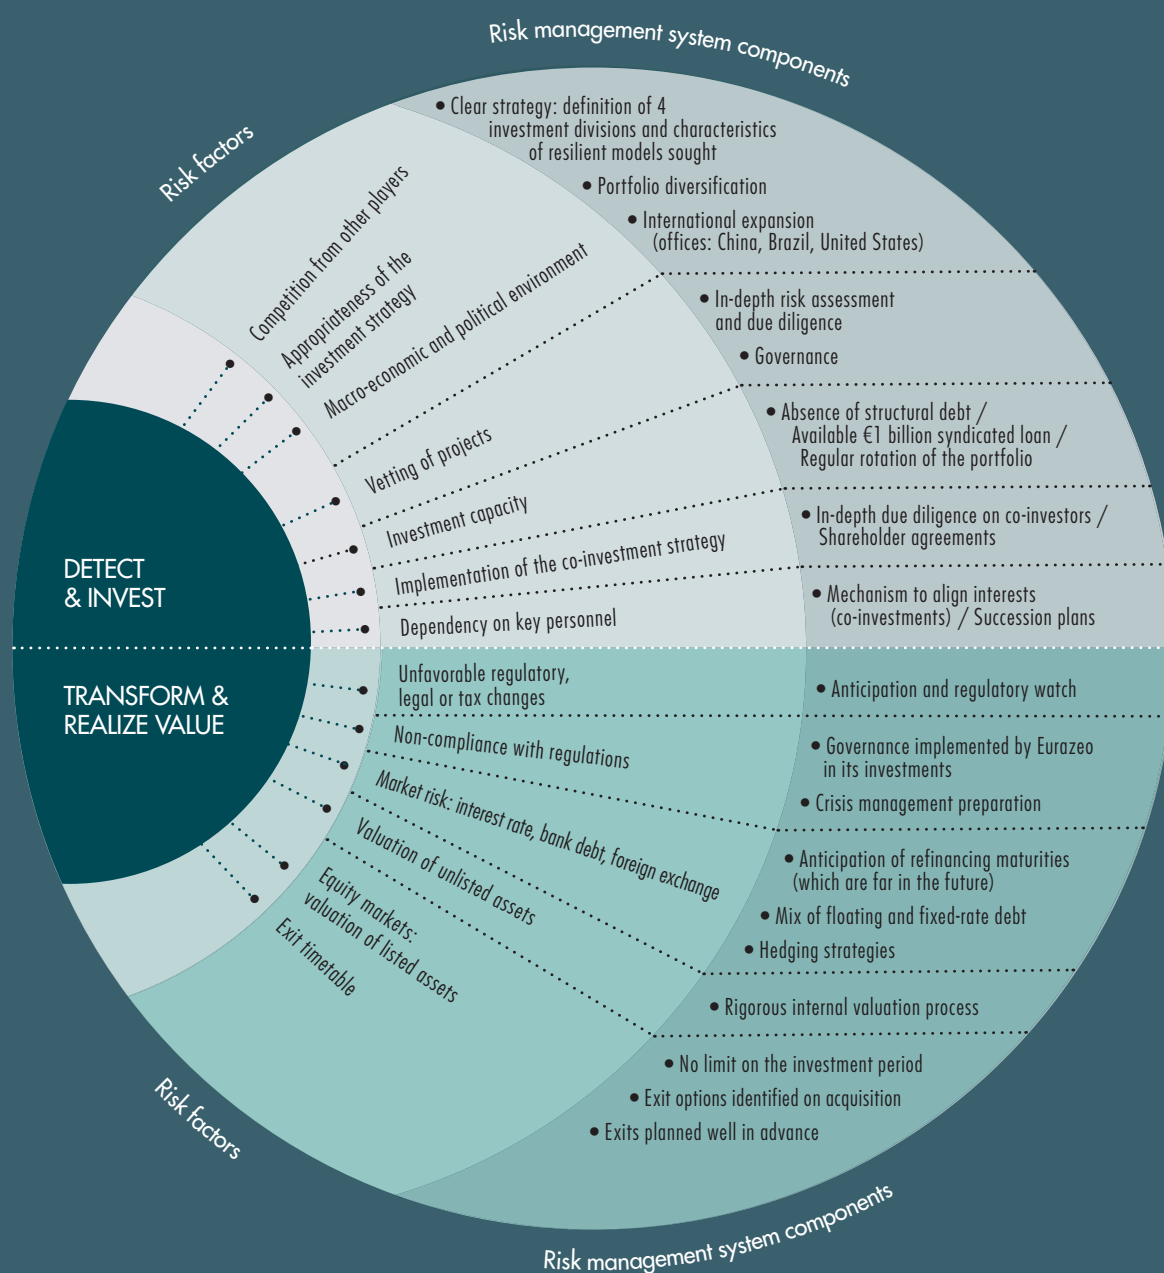 Risk management system components
Risk factors
• Clear strategy: definition of 4
investment divisions and characteristics
of resilient models sought
• Portfolio diversification
• International expansion
(offices: China, Brazil, United States)
• In-depth risk assessment
and due diligence
• Governance
• Absence of structural debt /
Available €1 billion syndicated loan /
Regular rotation of the portfolio
• In-depth due diligence on co-investors /
Shareholder agreements
• Mechanism to align interests
(co-investments) / Succession plans
Competition from other players
Appropriateness of the
investment strategy
Macro-economic and political environment
Vetting of projects
Investment capacity
Implementation of the co-investment strategy
Dependency on key personnel
DETECT
& INVEST
TRANSFORM &
REALIZE VALUE
Unfavorable regulatory,
legal or tax changes
Non-compliance with regulations
Market risk: interest rate, bank debt, foreign exchange
Valuation of unlisted assets
Equity markets:
valuation of listed assets
Exit timetable
• Anticipation and regulatory watch
• Governance implemented by Eurazeo
in its investments
• Crisis management preparation
• Anticipation of refinancing maturities
(which are far in the future)
• Mix of floating and fixed-rate debt
• Hedging strategies
• Rigorous internal valuation process
• No limit on the investment period
• Exit options identified on acquisition
• Exits planned well in advance
Risk factors
Risk management system components